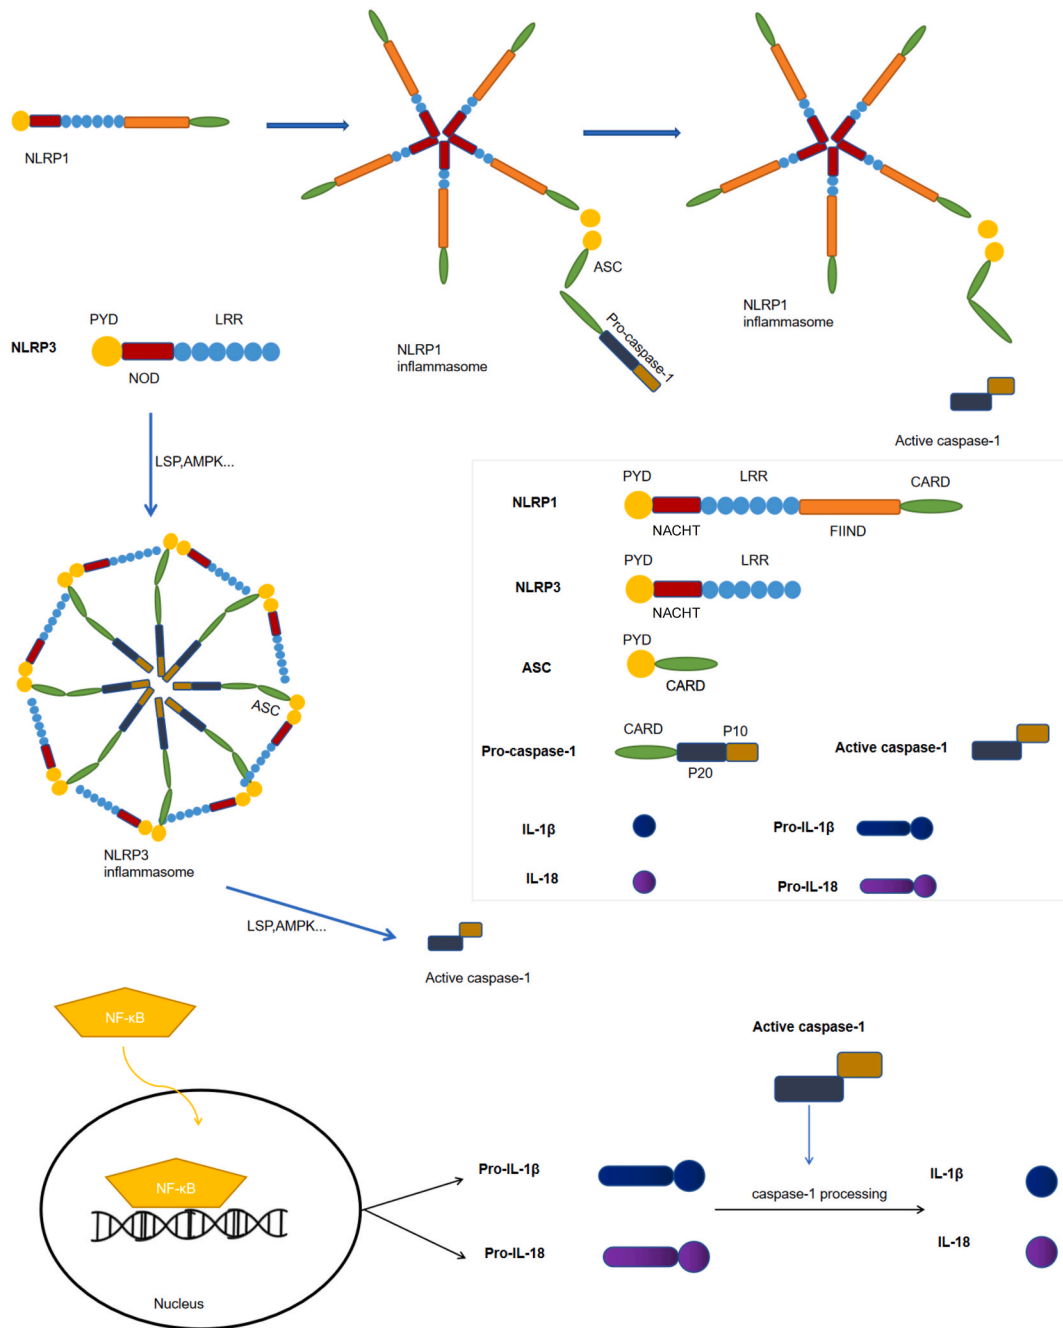 NLRP1
ASC
Pro-caspase-1
NLRP1
inflammasome
NLRP1
inflammasome
Active caspase-1
PYD
LRR
NLRP3
NOD
LSP,AMPK...
ASC
NLRP3
inflammasome
LSP,AMPK...
Active caspase-1
PYD
LRR
CARD
NLRP1
NACHT
FIIND
PYD
LRR
NLRP3
NACHT
PYD
ASC
CARD
CARD
P10
Pro-caspase-1
P20
Active caspase-1
IL-1β
Pro-IL-1β
IL-18
Pro-IL-18
NF-κB
NF-κB
Nucleus
Active caspase-1
Pro-IL-1β
caspase-1 processing
IL-1β
Pro-IL-18
IL-18